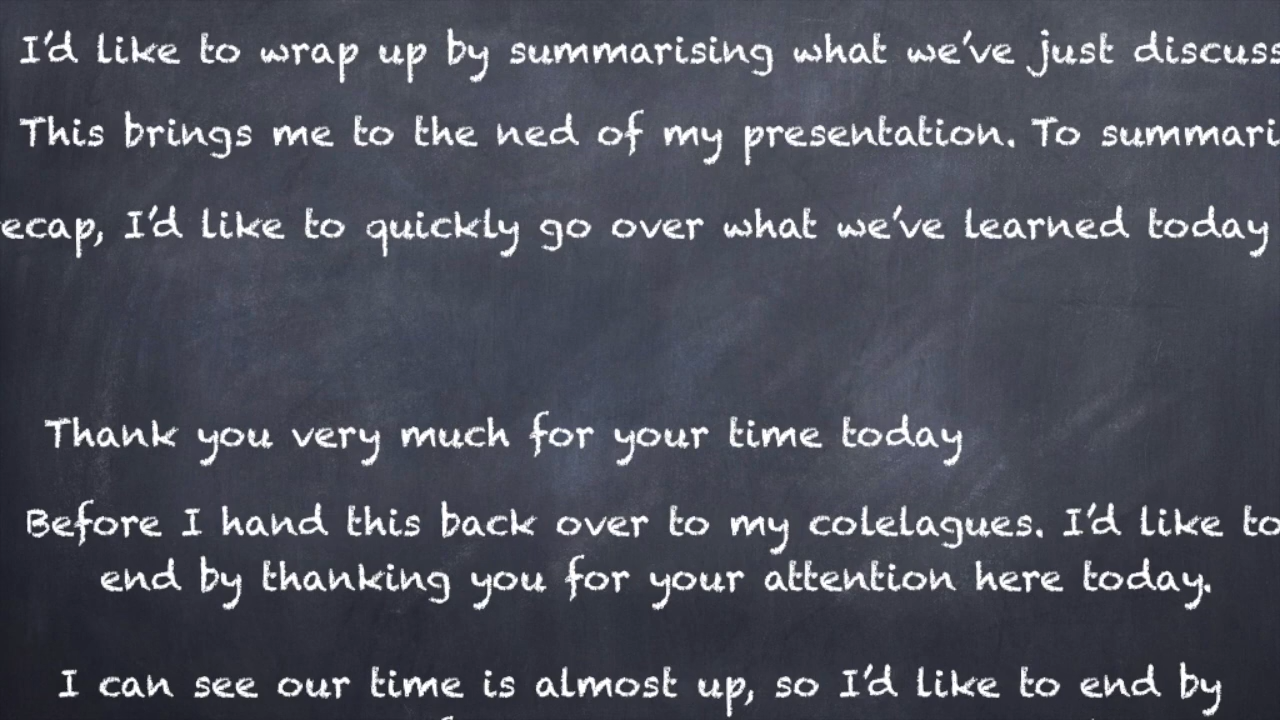 I'd like to wrap up by summarising what we've just discuss
This brings me to the ned of my presentation. To summari
ecap, I'd like to quickly go over what we've learned today
Thank you very much for your time today
Before I hand this back over to my colelagues. I'd like to
end by thanking you for your attention here today.
I can see our time is almost up, so I'd like to end by